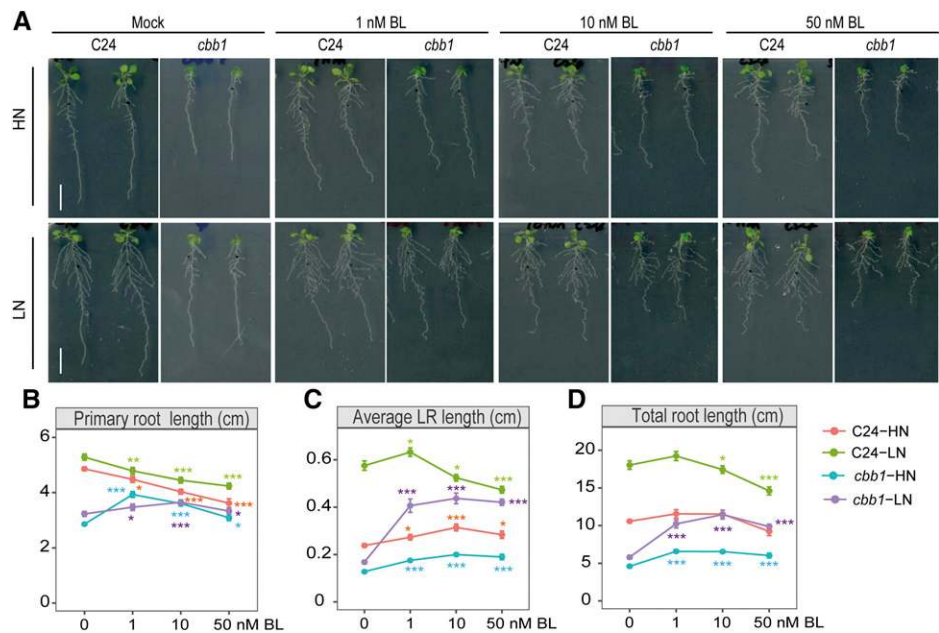 A
Mock
1 nM BL
10 nM BL
50 nM BL
C24
cbb1
C24
cbb1
C24
cbb1
C24
cbb1
HN
LN
B
Primary root length (cm)
6
4
2
0
0
1
10
50 nM BL
**
***
***
*
***
***
***
*
***
***
*
*
C
Average LR length (cm)
0.6
0.4
0.2
0
0
1
10
50 nM BL
*
*
***
***
***
***
*
***
*
***
***
***
D
Total root length (cm)
20
15
10
5
0
0
1
10
50 nM BL
*
***
***
***
***
***
***
***
C24-HN
C24-LN
cbb1-HN
cbb1-LN